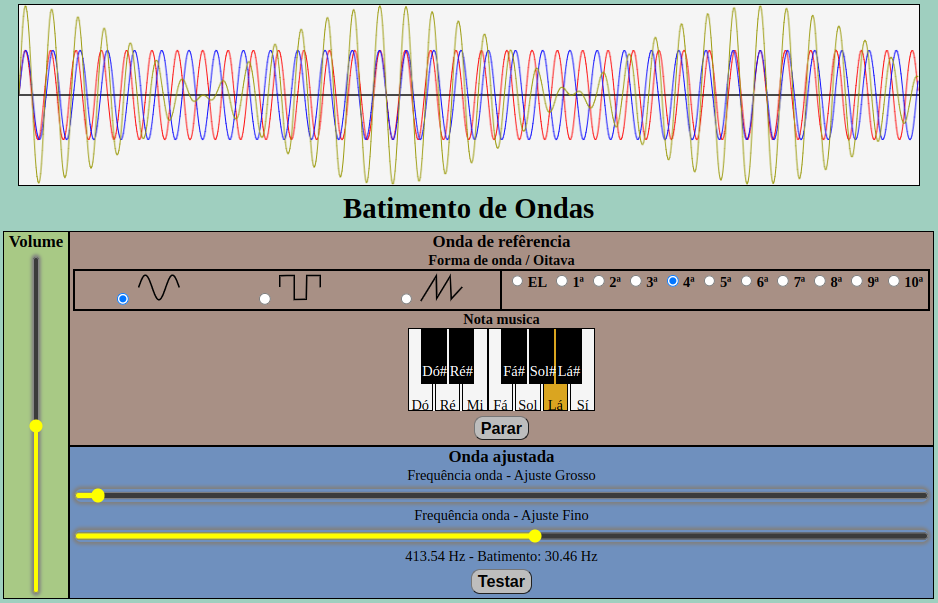 Batimento de Ondas
Volume
Onda de refêrencia
Forma de onda / Oitava
EL 1ª 2ª 3ª 4ª 5ª 6ª 7ª 8ª 9ª 10ª
Nota musica
Dó# Ré# Fá# Sol# Lá#
Dó Ré Mi Fá Sol Lá Sí
Parar
Onda ajustada
Frequência onda - Ajuste Grosso
Frequência onda - Ajuste Fino
413.54 Hz - Batimento: 30.46 Hz
Testar